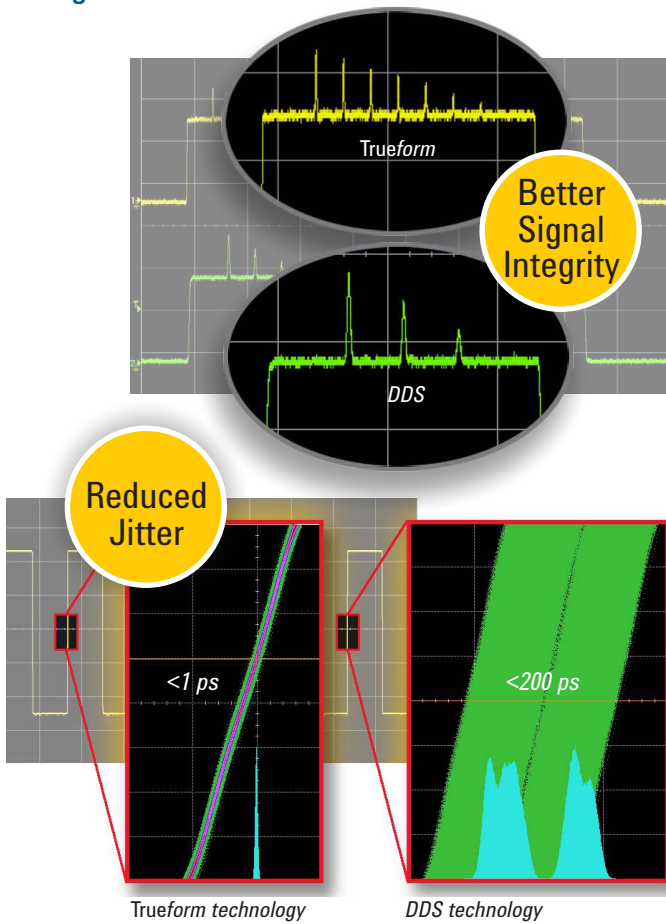 Trueform
Better
Signal
Integrity
DDS
Reduced
Jitter
<1 ps
<200 ps
Trueform technology
DDS technology